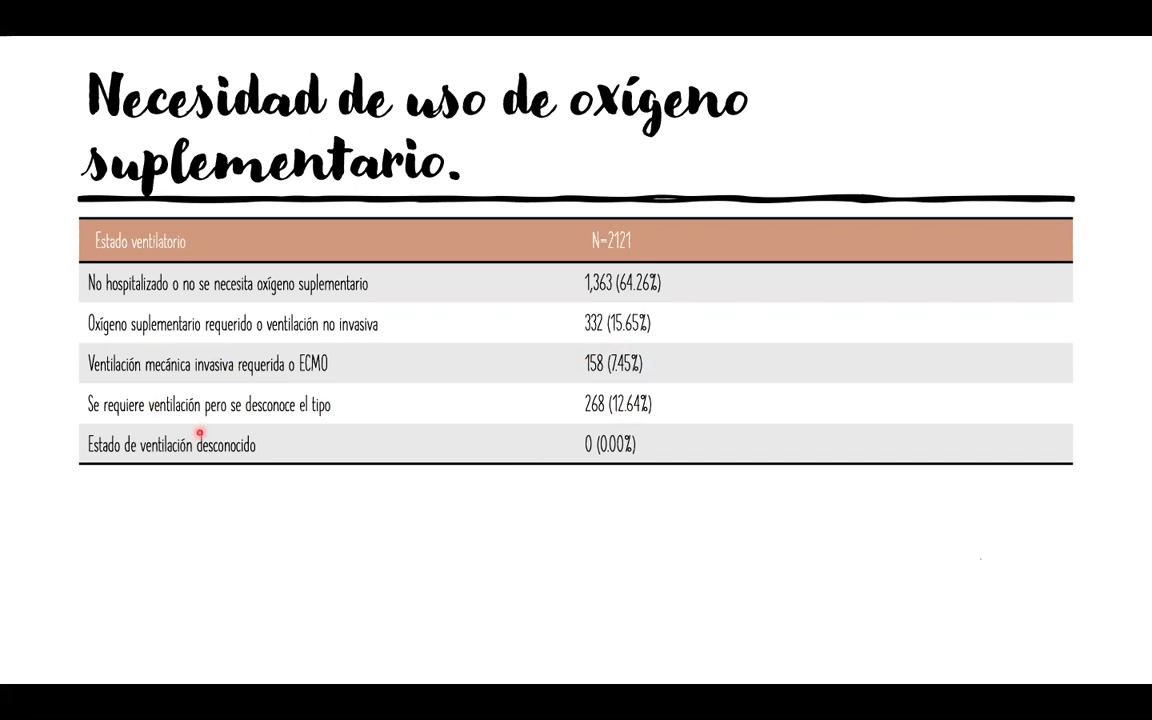 Necesidad de uso de oxígeno
suplementario.
Estado ventilatorio N=2121
No hospitalizado o no se necesita oxígeno suplementario 1,363 (64.26%)
Oxígeno suplementario requerido o ventilación no invasiva 332 (15.65%)
Ventilación mecánica invasiva requerida o ECMO 158 (7.45%)
Se requiere ventilación pero se desconoce el tipo 268 (12.64%)
Estado de ventilación desconocido 0 (0.00%)